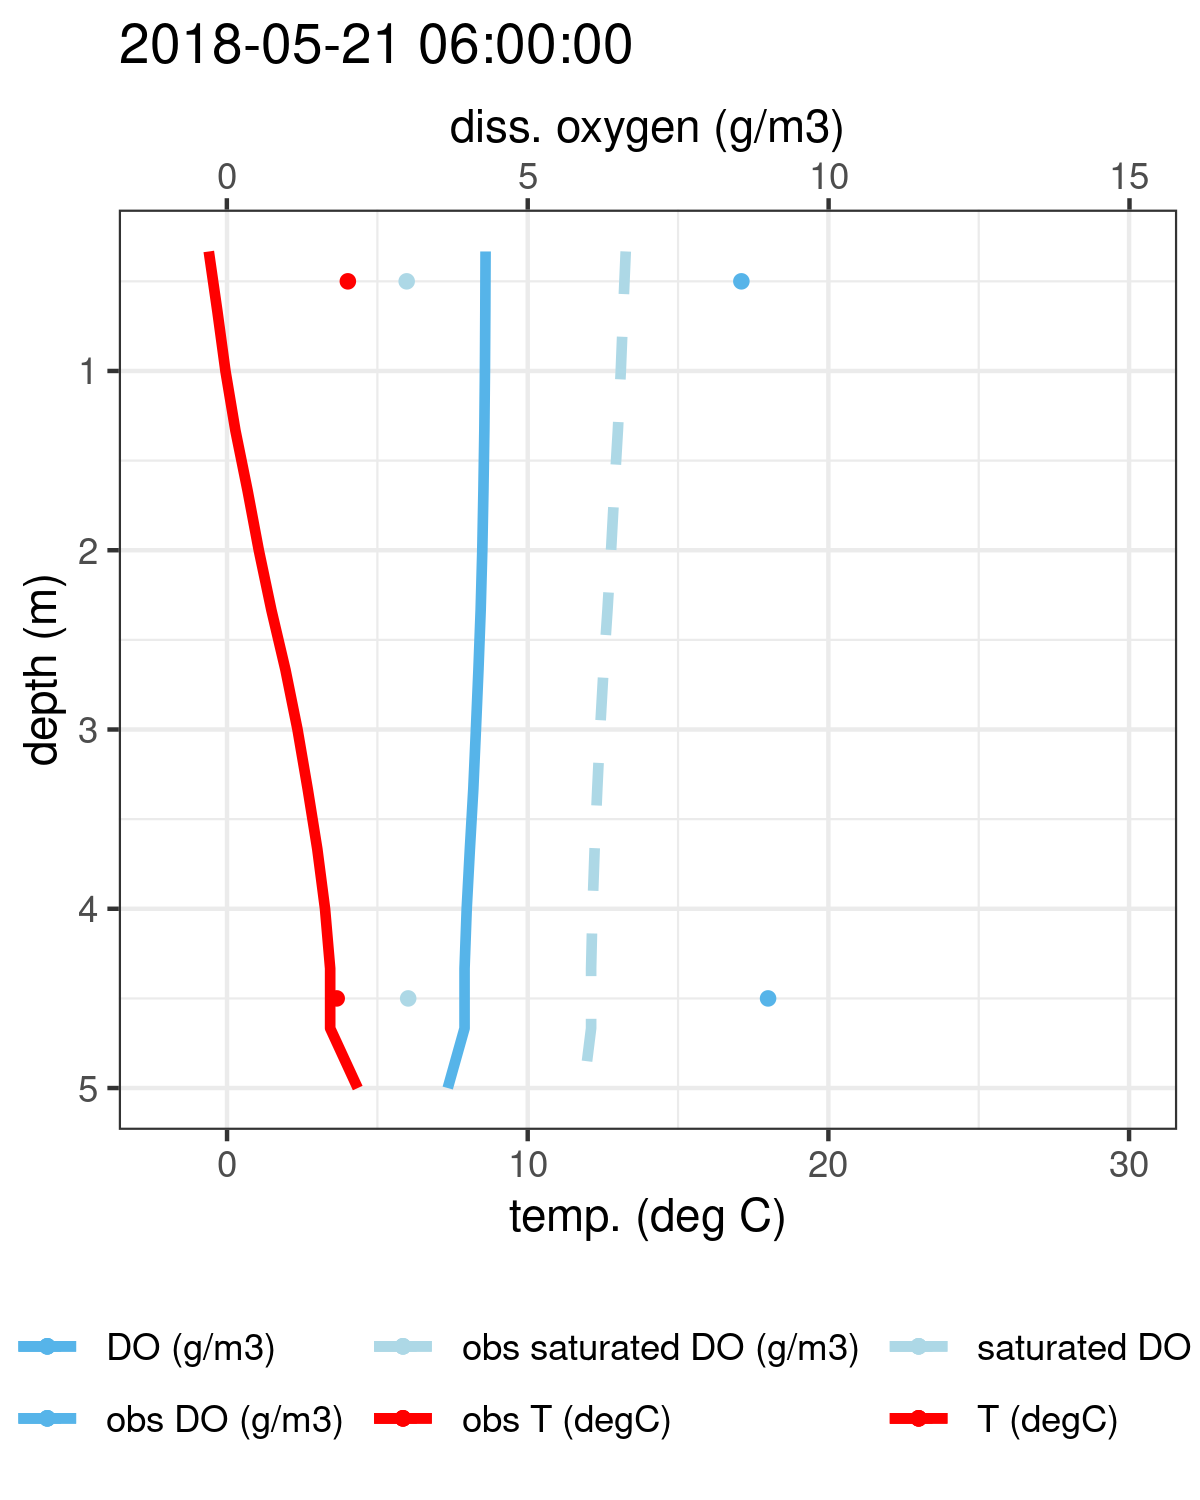 2018-05-21 06:00:00
diss. oxygen (g/m3)
0 5 10 15
depth (m)
1
2
3
4
5
0 10 20 30
temp. (deg C)
DO (g/m3) obs saturated DO (g/m3) saturated DO
obs DO (g/m3) obs T (degC) T (degC)